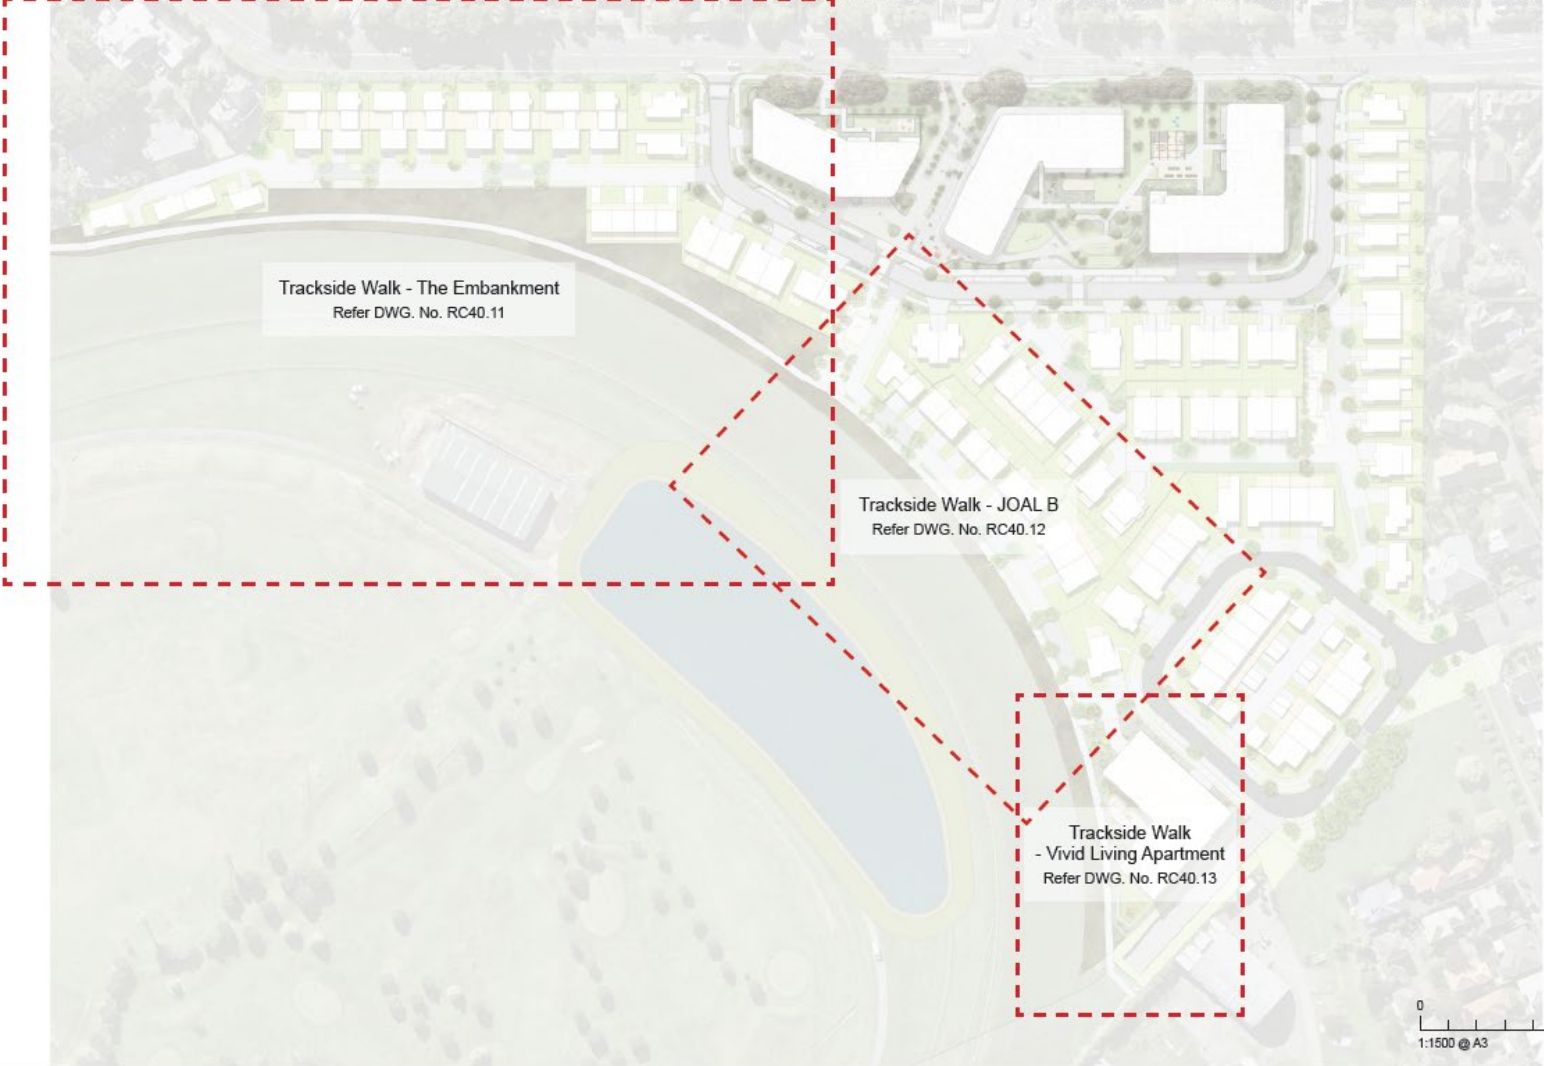 Trackside Walk - The Embankment
Refer DWG. No. RC40.11
Trackside Walk - JOAL B
Refer DWG. No. RC40.12
Trackside Walk
- Vivid Living Apartment
Refer DWG. No. RC40.13
0
1:1500 @ A3